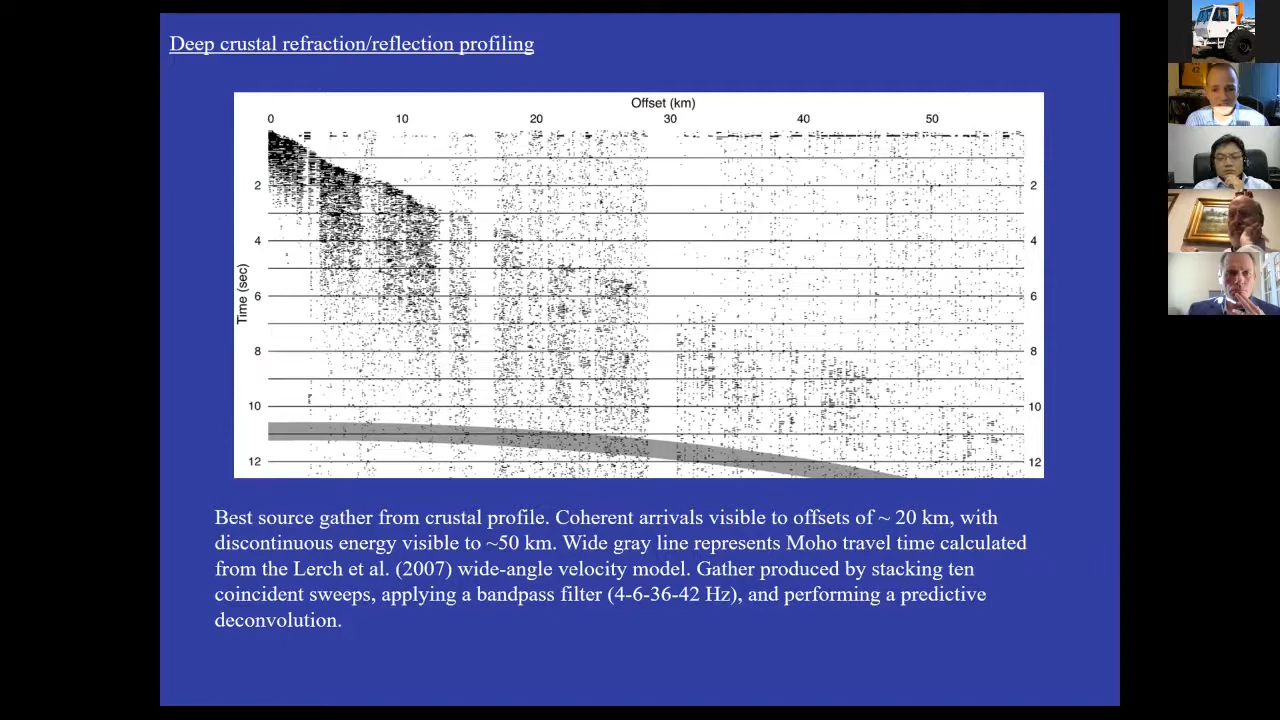 Deep crustal refraction/reflection profiling
Offset (km)
0 10 20 30 40 50
Time (sec)
2 2
4 4
6 6
8 8
10 10
12 12
Best source gather from crustal profile. Coherent arrivals visible to offsets of ~ 20 km, with
discontinuous energy visible to ~50 km. Wide gray line represents Moho travel time calculated
from the Lerch et al. (2007) wide-angle velocity model. Gather produced by stacking ten
coincident sweeps, applying a bandpass filter (4-6-36-42 Hz), and performing a predictive
deconvolution.